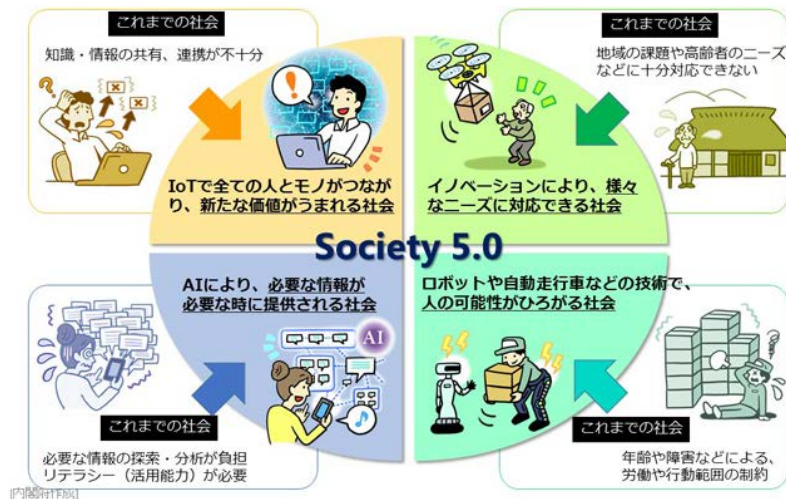 これまでの社会
知識・情報の共有、連携が不十分
IoTで全ての人とモノがつなが
り、新たな価値がうまれる社会
これまでの社会
地域の課題や高齢者のニーズ
などに十分対応できない
イノベーションにより、様々
なニーズに対応できる社会
Society 5.0
AIにより、必要な情報が
必要な時に提供される社会
AI
これまでの社会
必要な情報の探索・分析が負担
リテラシー(活用能力)が必要
ロボットや自動走行車などの技術で、
人の可能性がひろがる社会
これまでの社会
年齢や障害などによる、
労働や行動範囲の制約
[内閣府作成]